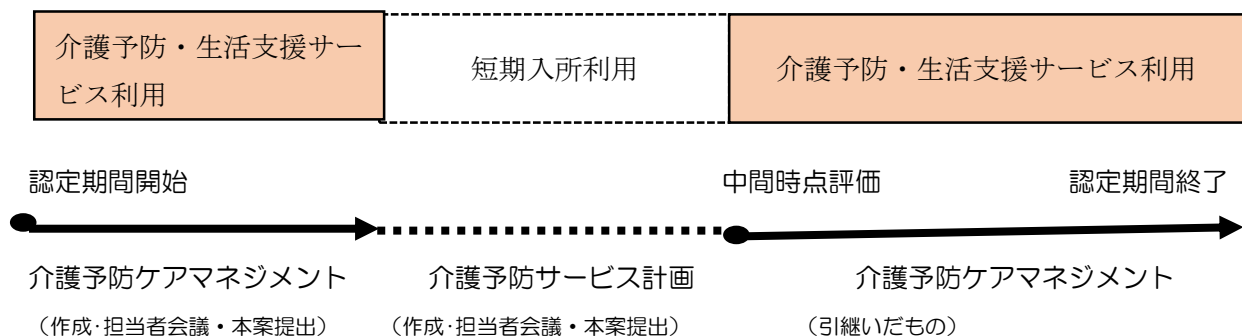 介護予防・生活支援サー
ビス利用
短期入所利用
介護予防・生活支援サービス利用
認定期間開始
中間時点評価
認定期間終了
介護予防ケアマネジメント
介護予防サービス計画
介護予防ケアマネジメント
（作成・担当者会議・本案提出）
（作成・担当者会議・本案提出）
（引継いだもの）